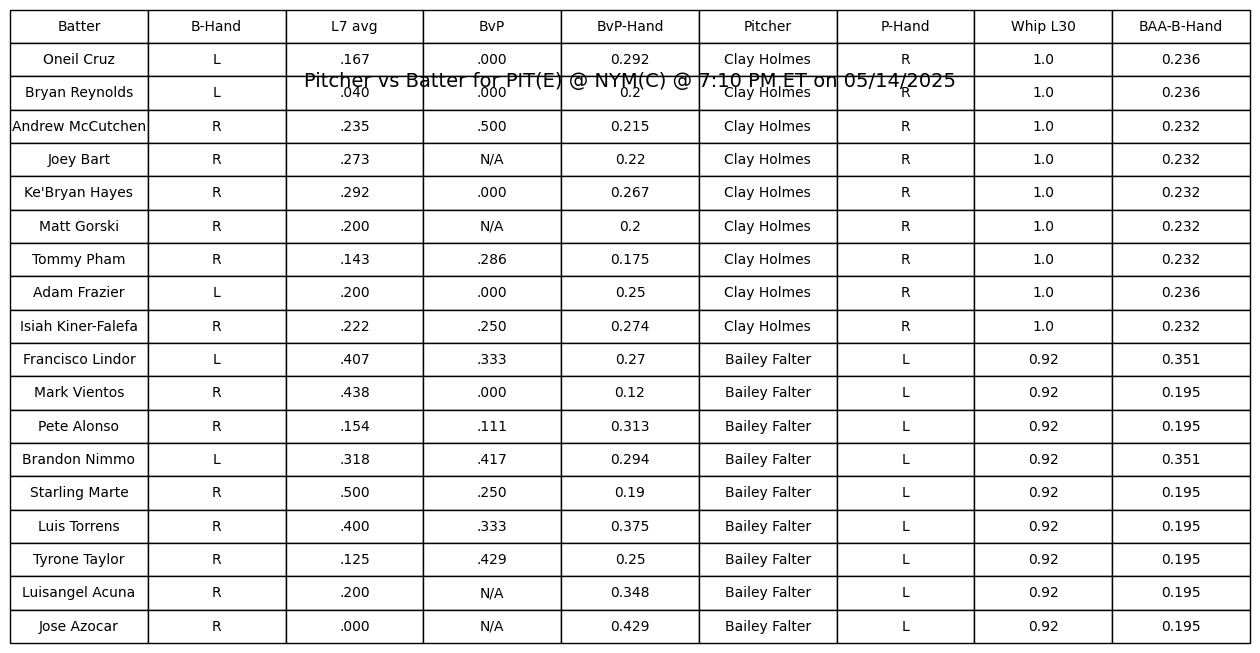 Batter B-Hand L7 avg BvP BvP-Hand Pitcher P-Hand Whip L30 BAA-B-Hand
Oneil Cruz L .167 .000 0.292 Clay Holmes R 1.0 0.236
Pitcher vs Batter for PIT(E) @ NYM(C) @ 7:10 PM ET on 05/14/2025
Bryan Reynolds L .040 .000 0.2 Clay Holmes R 1.0 0.236
Andrew McCutchen R .235 .500 0.215 Clay Holmes R 1.0 0.232
Joey Bart R .273 N/A 0.22 Clay Holmes R 1.0 0.232
Ke'Bryan Hayes R .292 .000 0.267 Clay Holmes R 1.0 0.232
Matt Gorski R .200 N/A 0.2 Clay Holmes R 1.0 0.232
Tommy Pham R .143 .286 0.175 Clay Holmes R 1.0 0.232
Adam Frazier L .200 .000 0.25 Clay Holmes R 1.0 0.236
Isiah Kiner-Falefa R .222 .250 0.274 Clay Holmes R 1.0 0.232
Francisco Lindor L .407 .333 0.27 Bailey Falter L 0.92 0.351
Mark Vientos R .438 .000 0.12 Bailey Falter L 0.92 0.195
Pete Alonso R .154 .111 0.313 Bailey Falter L 0.92 0.195
Brandon Nimmo L .318 .417 0.294 Bailey Falter L 0.92 0.351
Starling Marte R .500 .250 0.19 Bailey Falter L 0.92 0.195
Luis Torrens R .400 .333 0.375 Bailey Falter L 0.92 0.195
Tyrone Taylor R .125 .429 0.25 Bailey Falter L 0.92 0.195
Luisangel Acuna R .200 N/A 0.348 Bailey Falter L 0.92 0.195
Jose Azocar R .000 N/A 0.429 Bailey Falter L 0.92 0.195